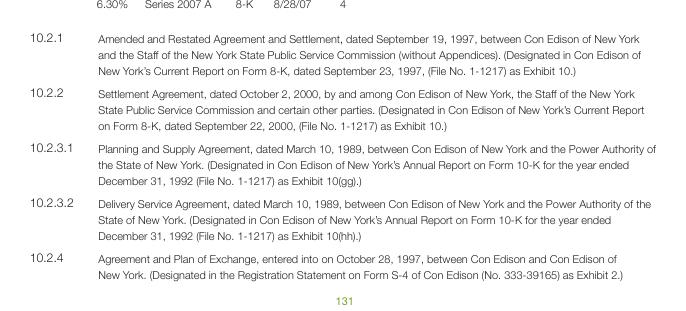 6.30% Series 2007 A 8-K 8/28/07 4
10.2.1 Amended and Restated Agreement and Settlement, dated September 19, 1997, between Con Edison of New York
and the Staff of the New York State Public Service Commission (without Appendices). (Designated in Con Edison of
New York’s Current Report on Form 8-K, dated September 23, 1997, (File No. 1-1217) as Exhibit 10.)
10.2.2 Settlement Agreement, dated October 2, 2000, by and among Con Edison of New York, the Staff of the New York
State Public Service Commission and certain other parties. (Designated in Con Edison of New York’s Current Report
on Form 8-K, dated September 22, 2000, (File No. 1-1217) as Exhibit 10.)
10.2.3.1 Planning and Supply Agreement, dated March 10, 1989, between Con Edison of New York and the Power Authority of
the State of New York. (Designated in Con Edison of New York’s Annual Report on Form 10-K for the year ended
December 31, 1992 (File No. 1-1217) as Exhibit 10(gg).)
10.2.3.2 Delivery Service Agreement, dated March 10, 1989, between Con Edison of New York and the Power Authority of the
State of New York. (Designated in Con Edison of New York’s Annual Report on Form 10-K for the year ended
December 31, 1992 (File No. 1-1217) as Exhibit 10(hh).)
10.2.4 Agreement and Plan of Exchange, entered into on October 28, 1997, between Con Edison and Con Edison of
New York. (Designated in the Registration Statement on Form S-4 of Con Edison (No. 333-39165) as Exhibit 2.)
131